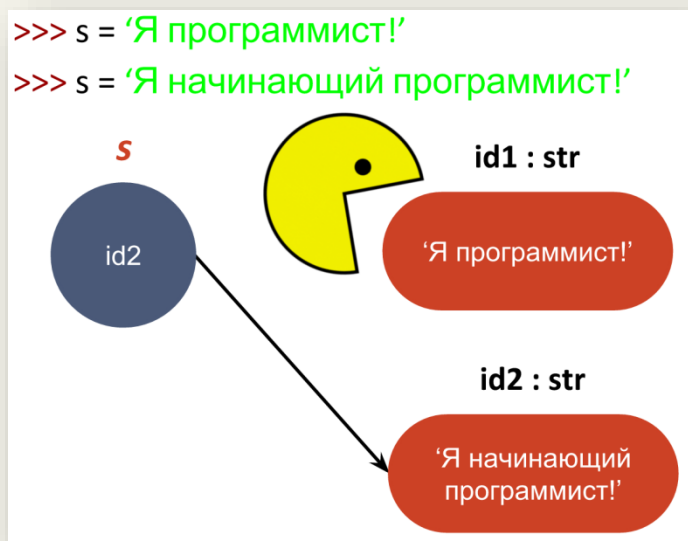 >>> s = ‘Я программист!’
>>> s = ‘Я начинающий программист!’
s
id1 : str
id2
‘Я программист!’
id2 : str
‘Я начинающий
программист!’